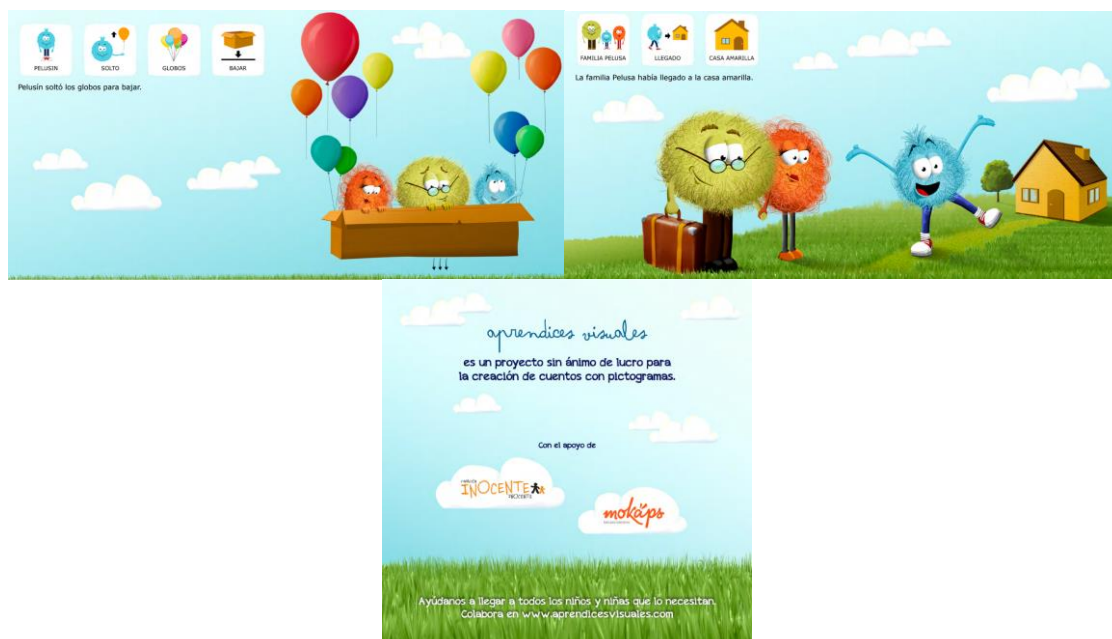 PELUSIN SOLTO GLOBOS BAJAR
Pelusín soltó los globos para bajar.
FAMILIA PELUSA LLEGADO CASA AMARILLA
La familia Pelusa había llegado a la casa amarilla.
aprendices visuales
es un proyecto sin ánimo de lucro para
la creación de cuentos con pictogramas.
Con el apoyo de
INOCENTE
INOCENTE
mokáps
Ayúdanos a llegar a todos los niños y niñas que lo necesitan.
Colabora en www.aprendicesvisuales.com